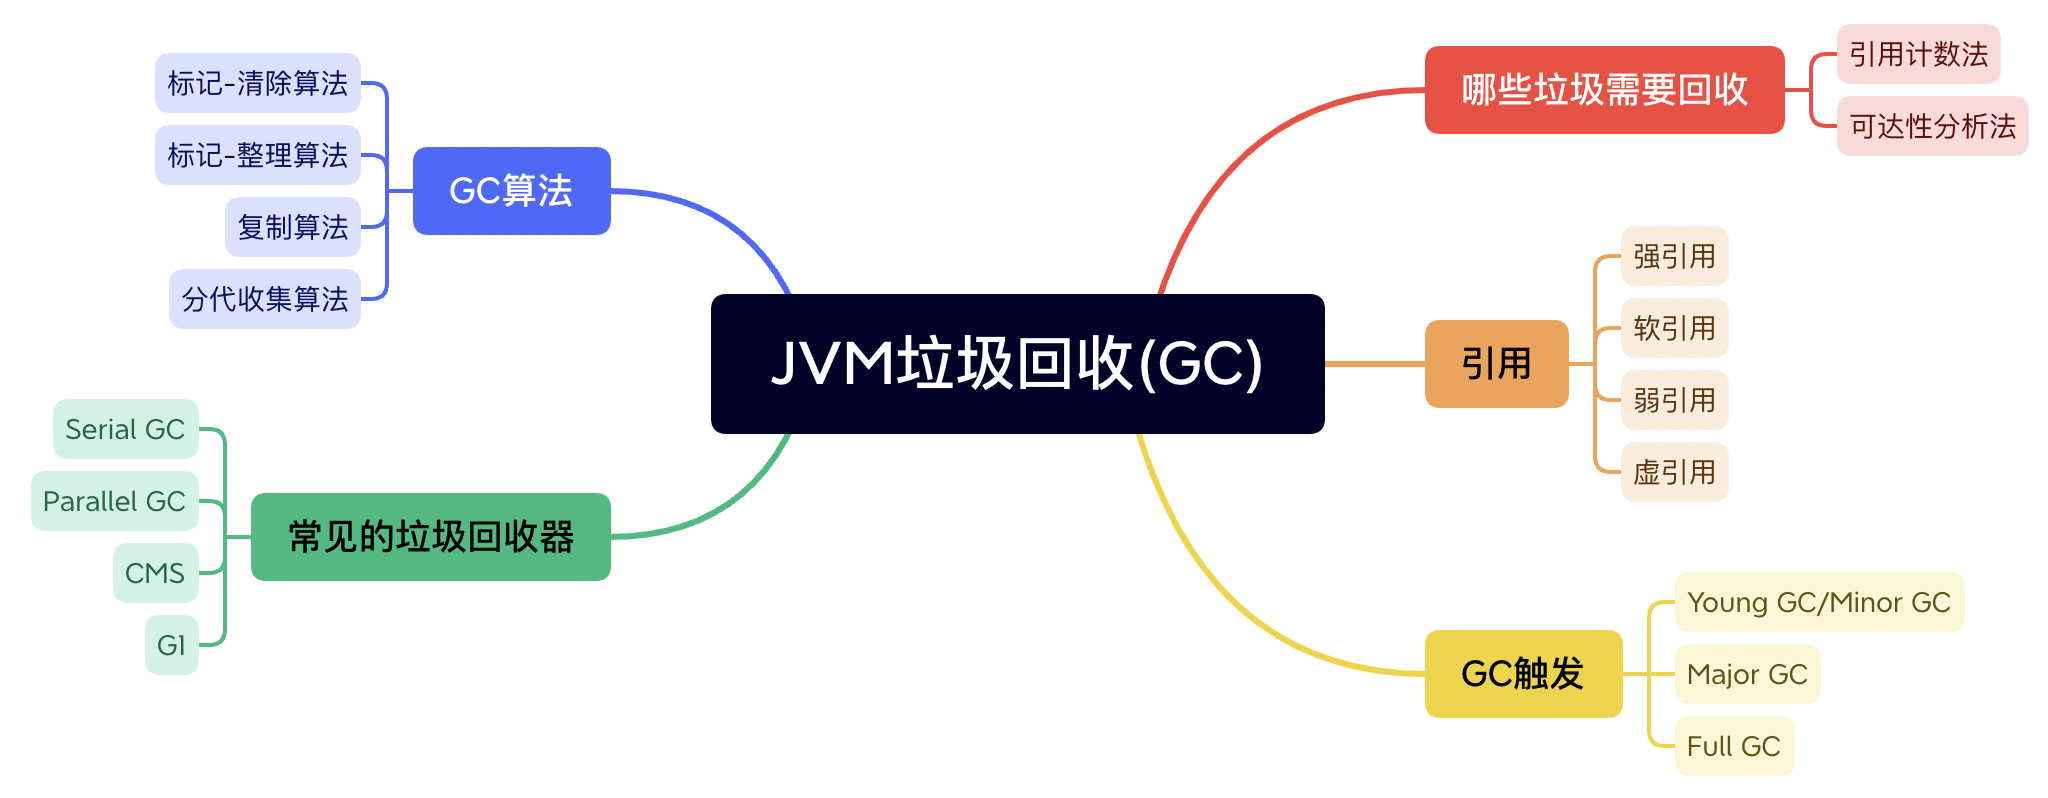 JVM垃圾回收(GC)
哪些垃圾需要回收
引用计数法
可达性分析法
引用
强引用
软引用
弱引用
虚引用
GC触发
Young GC/Minor GC
Major GC
Full GC
GC算法
标记-清除算法
标记-整理算法
复制算法
分代收集算法
常见的垃圾回收器
Serial GC
Parallel GC
CMS
G1